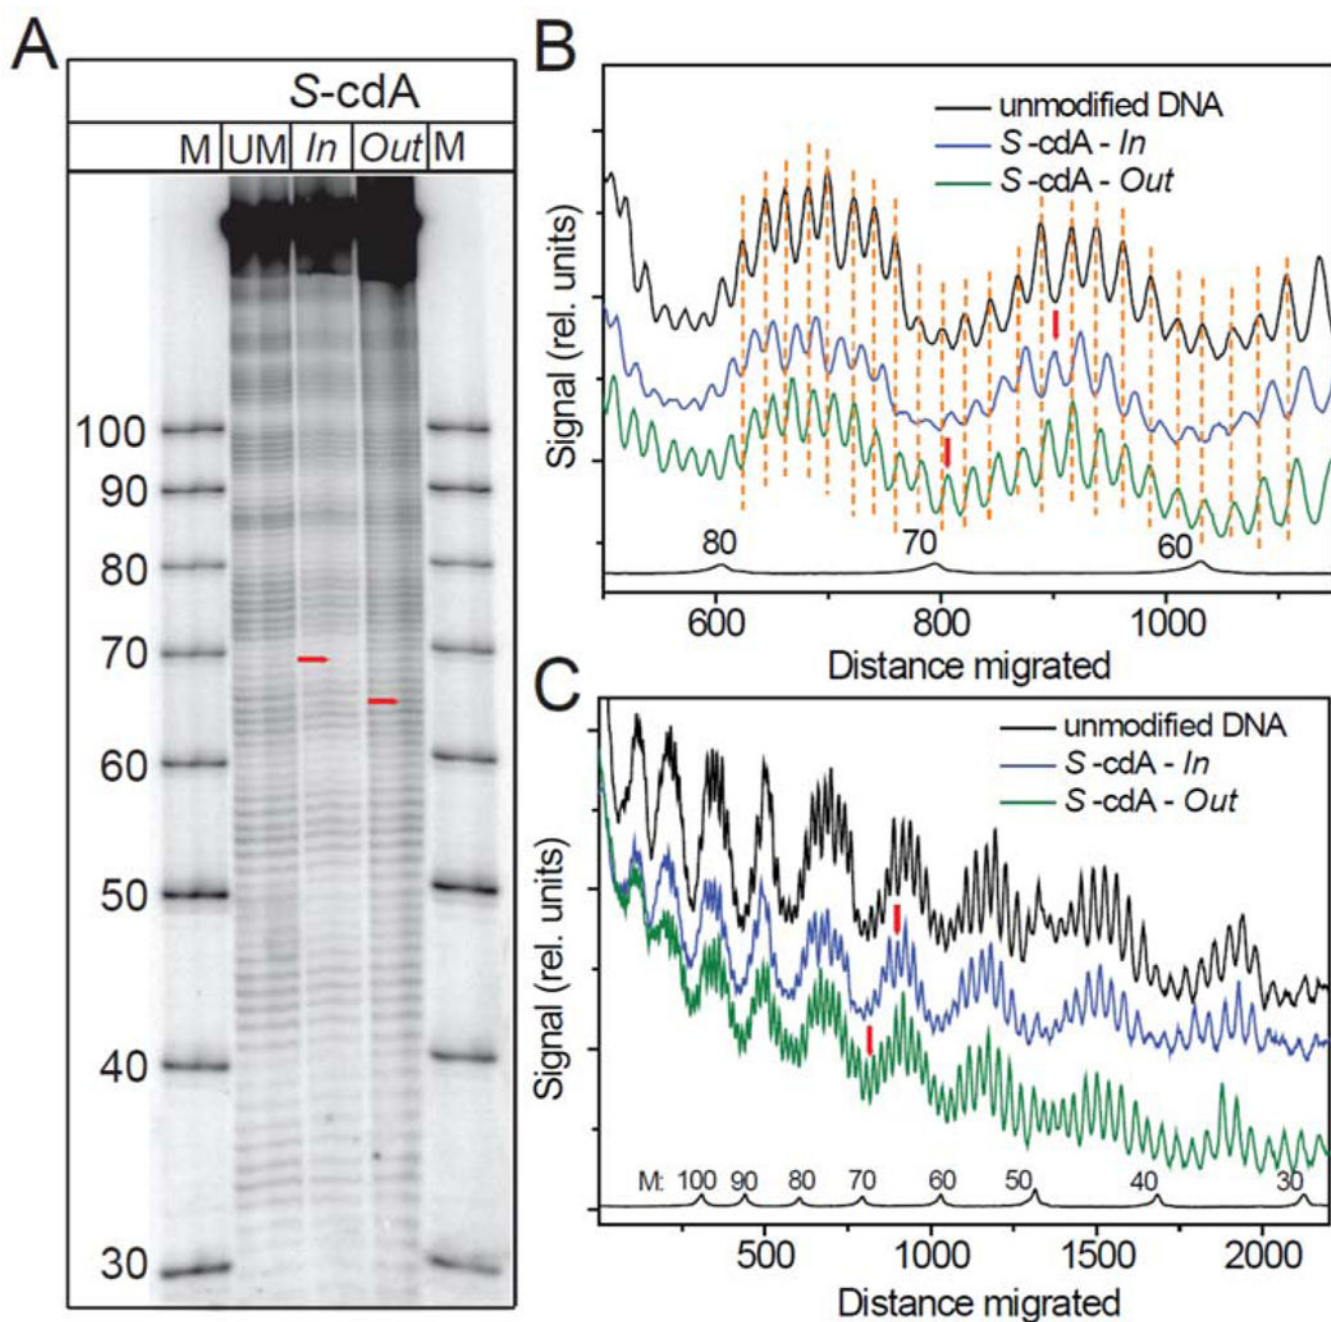 A
S-cdA
M UM In Out M
100
90
80
70
60
50
40
30
B
unmodified DNA
S-cdA - In
S-cdA - Out
Signal (rel. units)
80 70 60
600 800 1000
Distance migrated
C
unmodified DNA
S-cdA - In
S-cdA - Out
Signal (rel. units)
M: 100 90 80 70 60 50 40 30
500 1000 1500 2000
Distance migrated